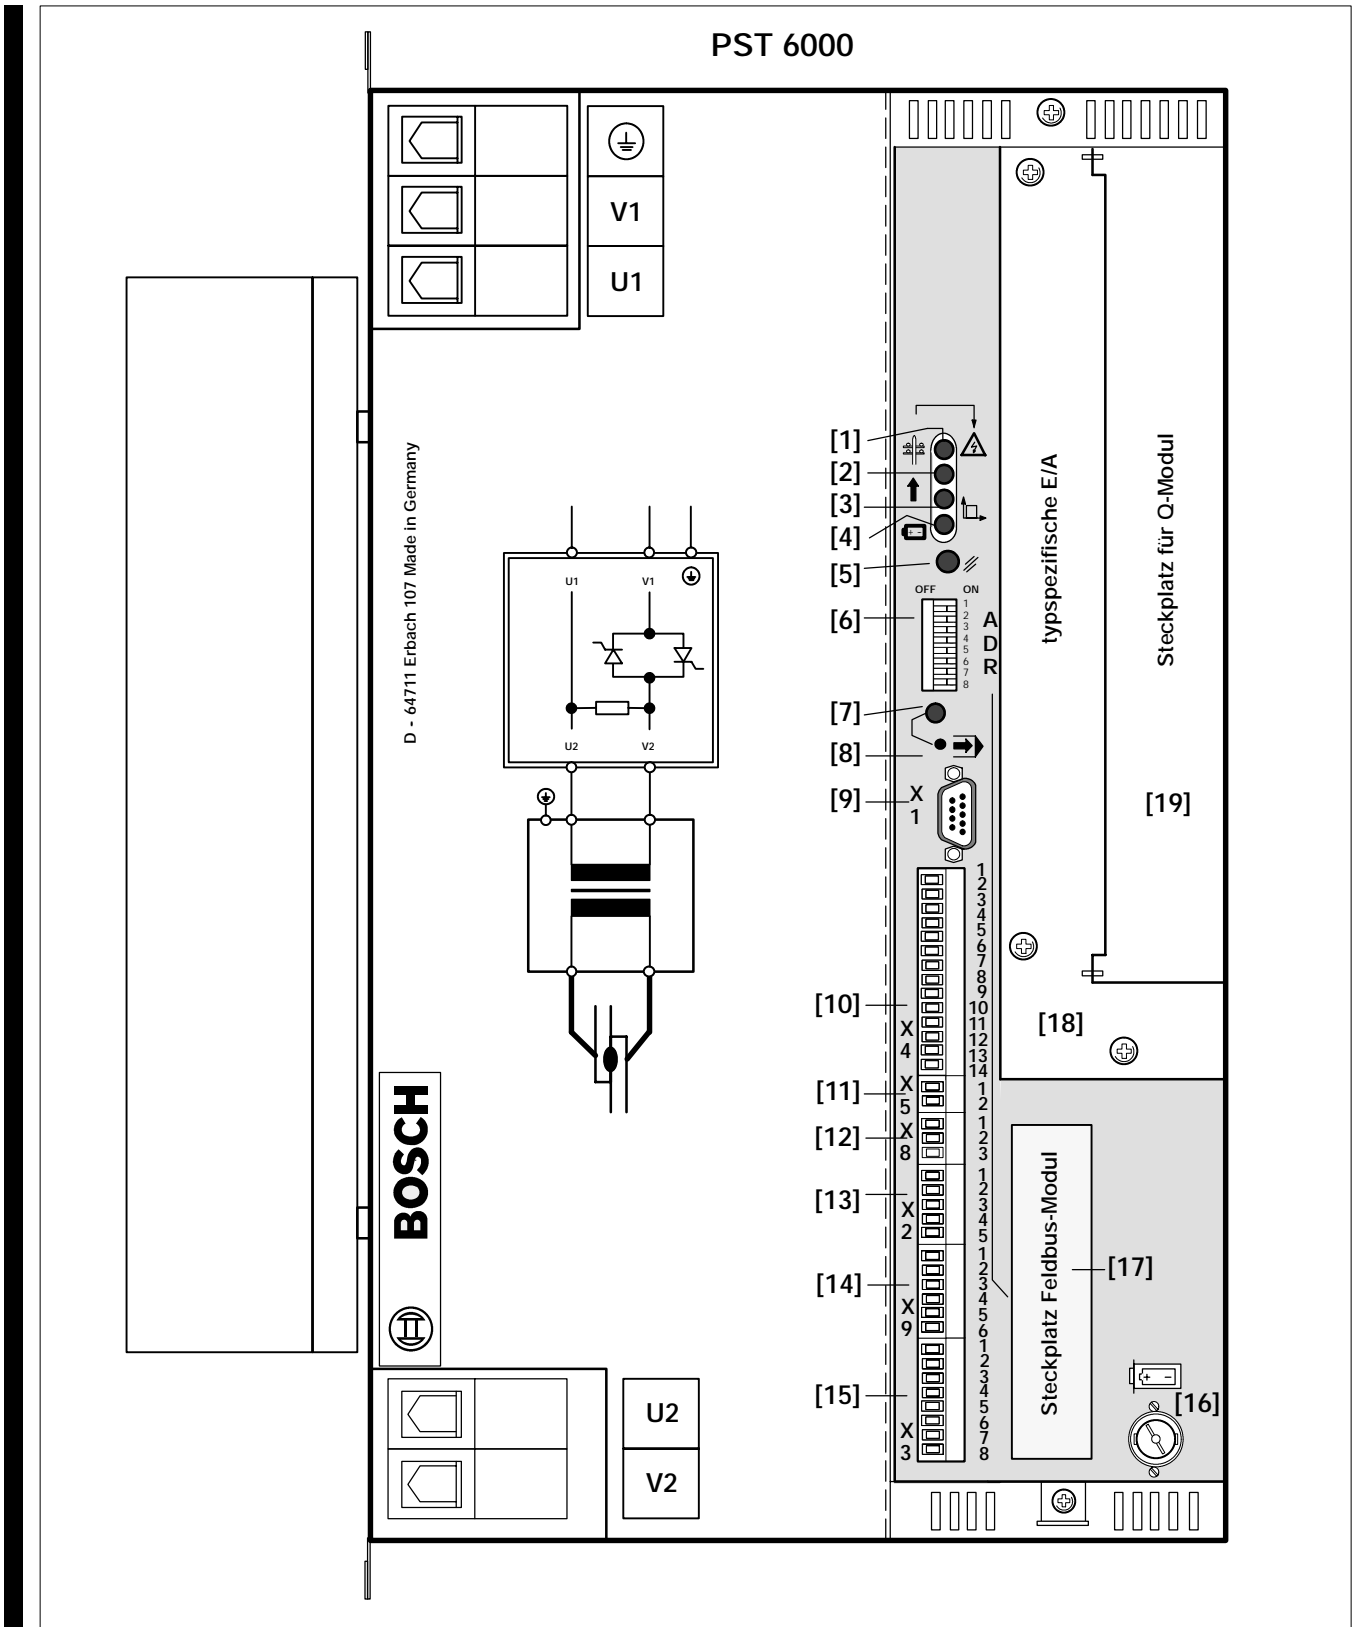 PST 6000
V1
U1
D - 64711 Erbach 107 Made in Germany
U1
V1
U2
V2
BOSCH
U2
V2
[1]
[2]
[3]
[4]
[5]
OFF ON
[6]
1
2
3
4
5
6
7
8
A
D
R
[7]
[8]
[9]
X
1
[10]
X
4
1
2
3
4
5
6
7
8
9
10
11
12
13
14
[11]
X
5
1
2
[12]
X
8
1
2
3
[13]
X
2
1
2
3
4
5
[14]
X
9
1
2
3
4
5
6
[15]
X
3
1
2
3
4
5
6
7
8
typspezifische E/A
Steckplatz für Q-Modul
[19]
[18]
Steckplatz Feldbus-Modul
[17]
+ -
[16]